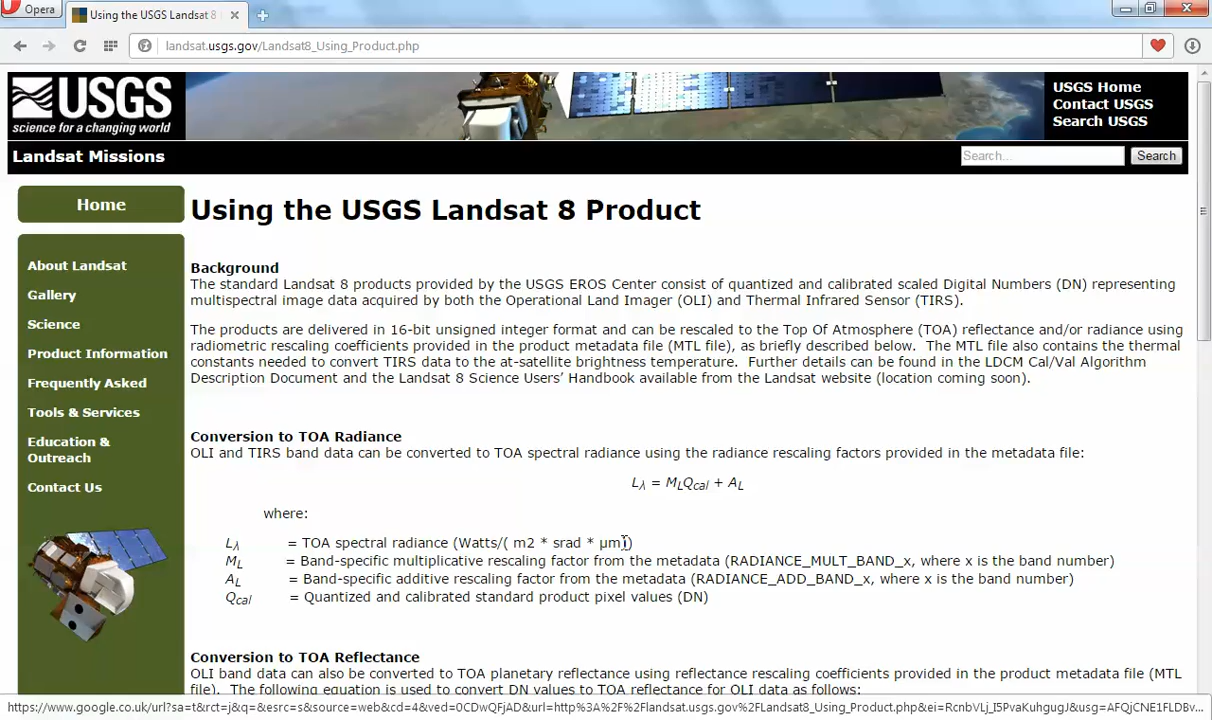 Opera
Using the USGS Landsat 8
landsat.usgs.gov/Landsat8_Using_Product.php
USGS
science for a changing world
USGS Home
Contact USGS
Search USGS
Landsat Missions
Search...
Search
Home
About Landsat
Gallery
Science
Product Information
Frequently Asked
Tools & Services
Education &
Outreach
Contact Us
Using the USGS Landsat 8 Product
Background
The standard Landsat 8 products provided by the USGS EROS Center consist of quantized and calibrated scaled Digital Numbers (DN) representing
multispectral image data acquired by both the Operational Land Imager (OLI) and Thermal Infrared Sensor (TIRS).
The products are delivered in 16-bit unsigned integer format and can be rescaled to the Top Of Atmosphere (TOA) reflectance and/or radiance using
radiometric rescaling coefficients provided in the product metadata file (MTL file), as briefly described below.  The MTL file also contains the thermal
constants needed to convert TIRS data to the at-satellite brightness temperature.  Further details can be found in the LDCM Cal/Val Algorithm
Description Document and the Landsat 8 Science Users’ Handbook available from the Landsat website (location coming soon).
Conversion to TOA Radiance
OLI and TIRS band data can be converted to TOA spectral radiance using the radiance rescaling factors provided in the metadata file:
Lλ = MLQcal + AL
where:
Lλ = TOA spectral radiance (Watts/( m2 * srad * μm))
ML = Band-specific multiplicative rescaling factor from the metadata (RADIANCE_MULT_BAND_x, where x is the band number)
AL = Band-specific additive rescaling factor from the metadata (RADIANCE_ADD_BAND_x, where x is the band number)
Qcal = Quantized and calibrated standard product pixel values (DN)
Conversion to TOA Reflectance
OLI band data can also be converted to TOA planetary reflectance using reflectance rescaling coefficients provided in the product metadata file (MTL
file).  The following equation is used to convert DN values to TOA reflectance for OLI data as follows: